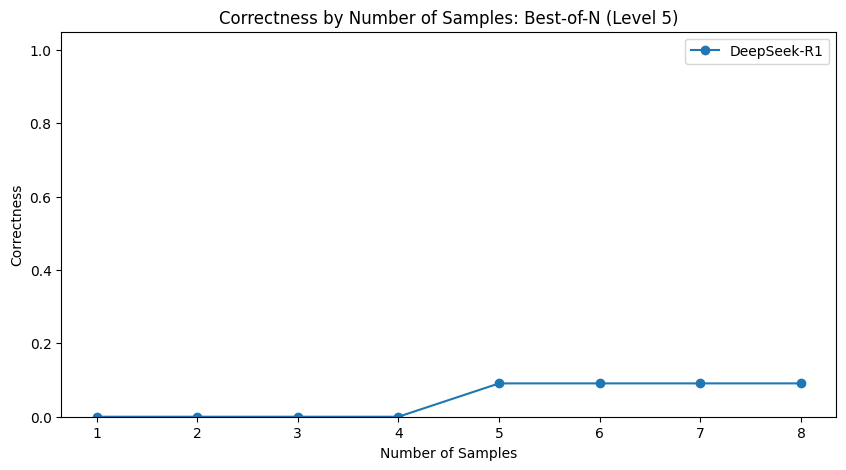 Correctness by Number of Samples: Best-of-N (Level 5)
DeepSeek-R1
Correctness
1.0
0.8
0.6
0.4
0.2
0.0
1 2 3 4 5 6 7 8
Number of Samples